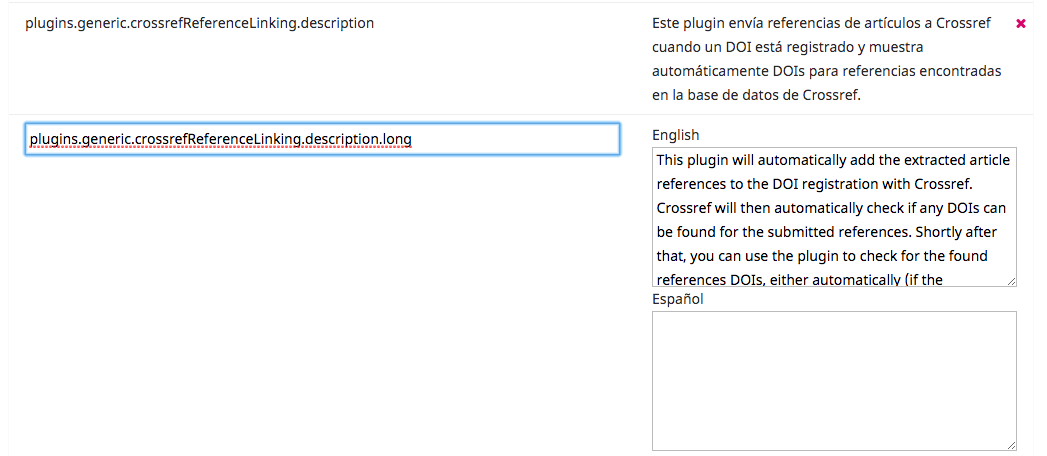 plugins.generic.crossrefReferenceLinking.description
Este plugin envía referencias de artículos a Crossref
cuando un DOI está registrado y muestra
automáticamente DOIs para referencias encontradas
en la base de datos de Crossref.
plugins.generic.crossrefReferenceLinking.description.long
English
This plugin will automatically add the extracted article
references to the DOI registration with Crossref.
Crossref will then automatically check if any DOIs can
be found for the submitted references. Shortly after
that, you can use the plugin to check for the found
references DOIs, either automatically (if the
Español